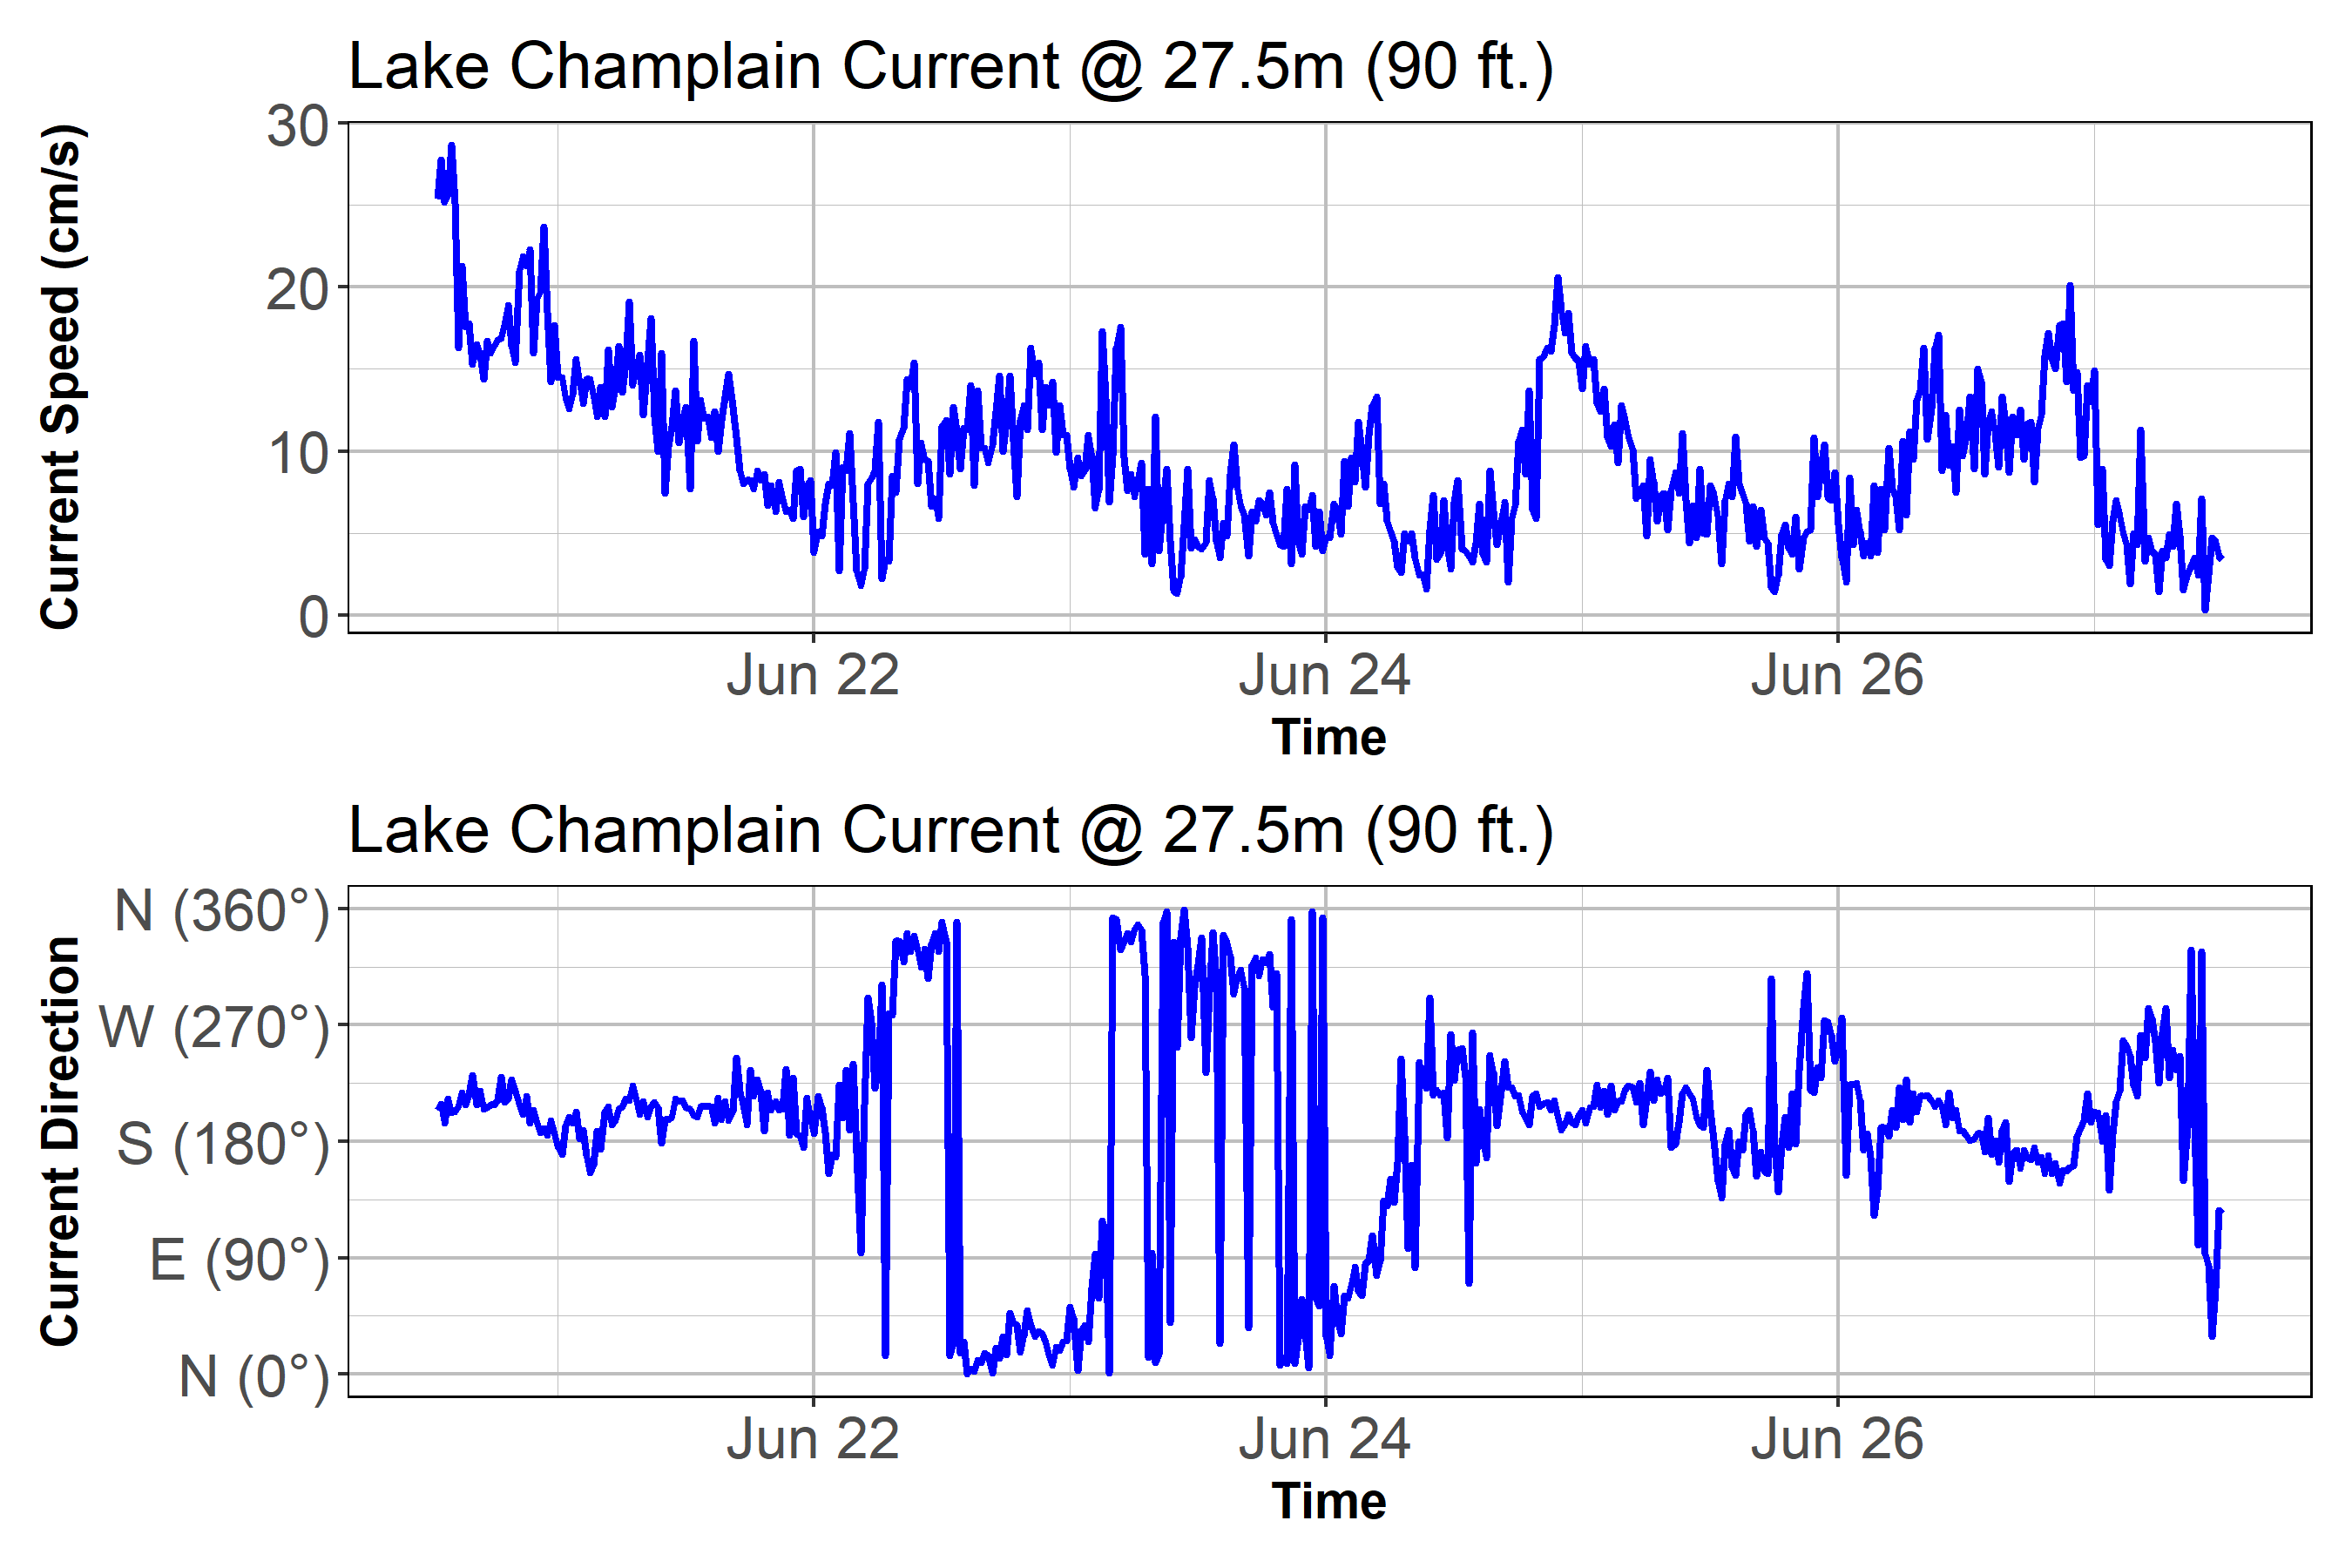 Lake Champlain Current @ 27.5m (90 ft.)
Current Speed (cm/s)
30
20
10
0
Jun 22
Jun 24
Jun 26
Time
Lake Champlain Current @ 27.5m (90 ft.)
Current Direction
N (360°)
W (270°)
S (180°)
E (90°)
N (0°)
Jun 22
Jun 24
Jun 26
Time